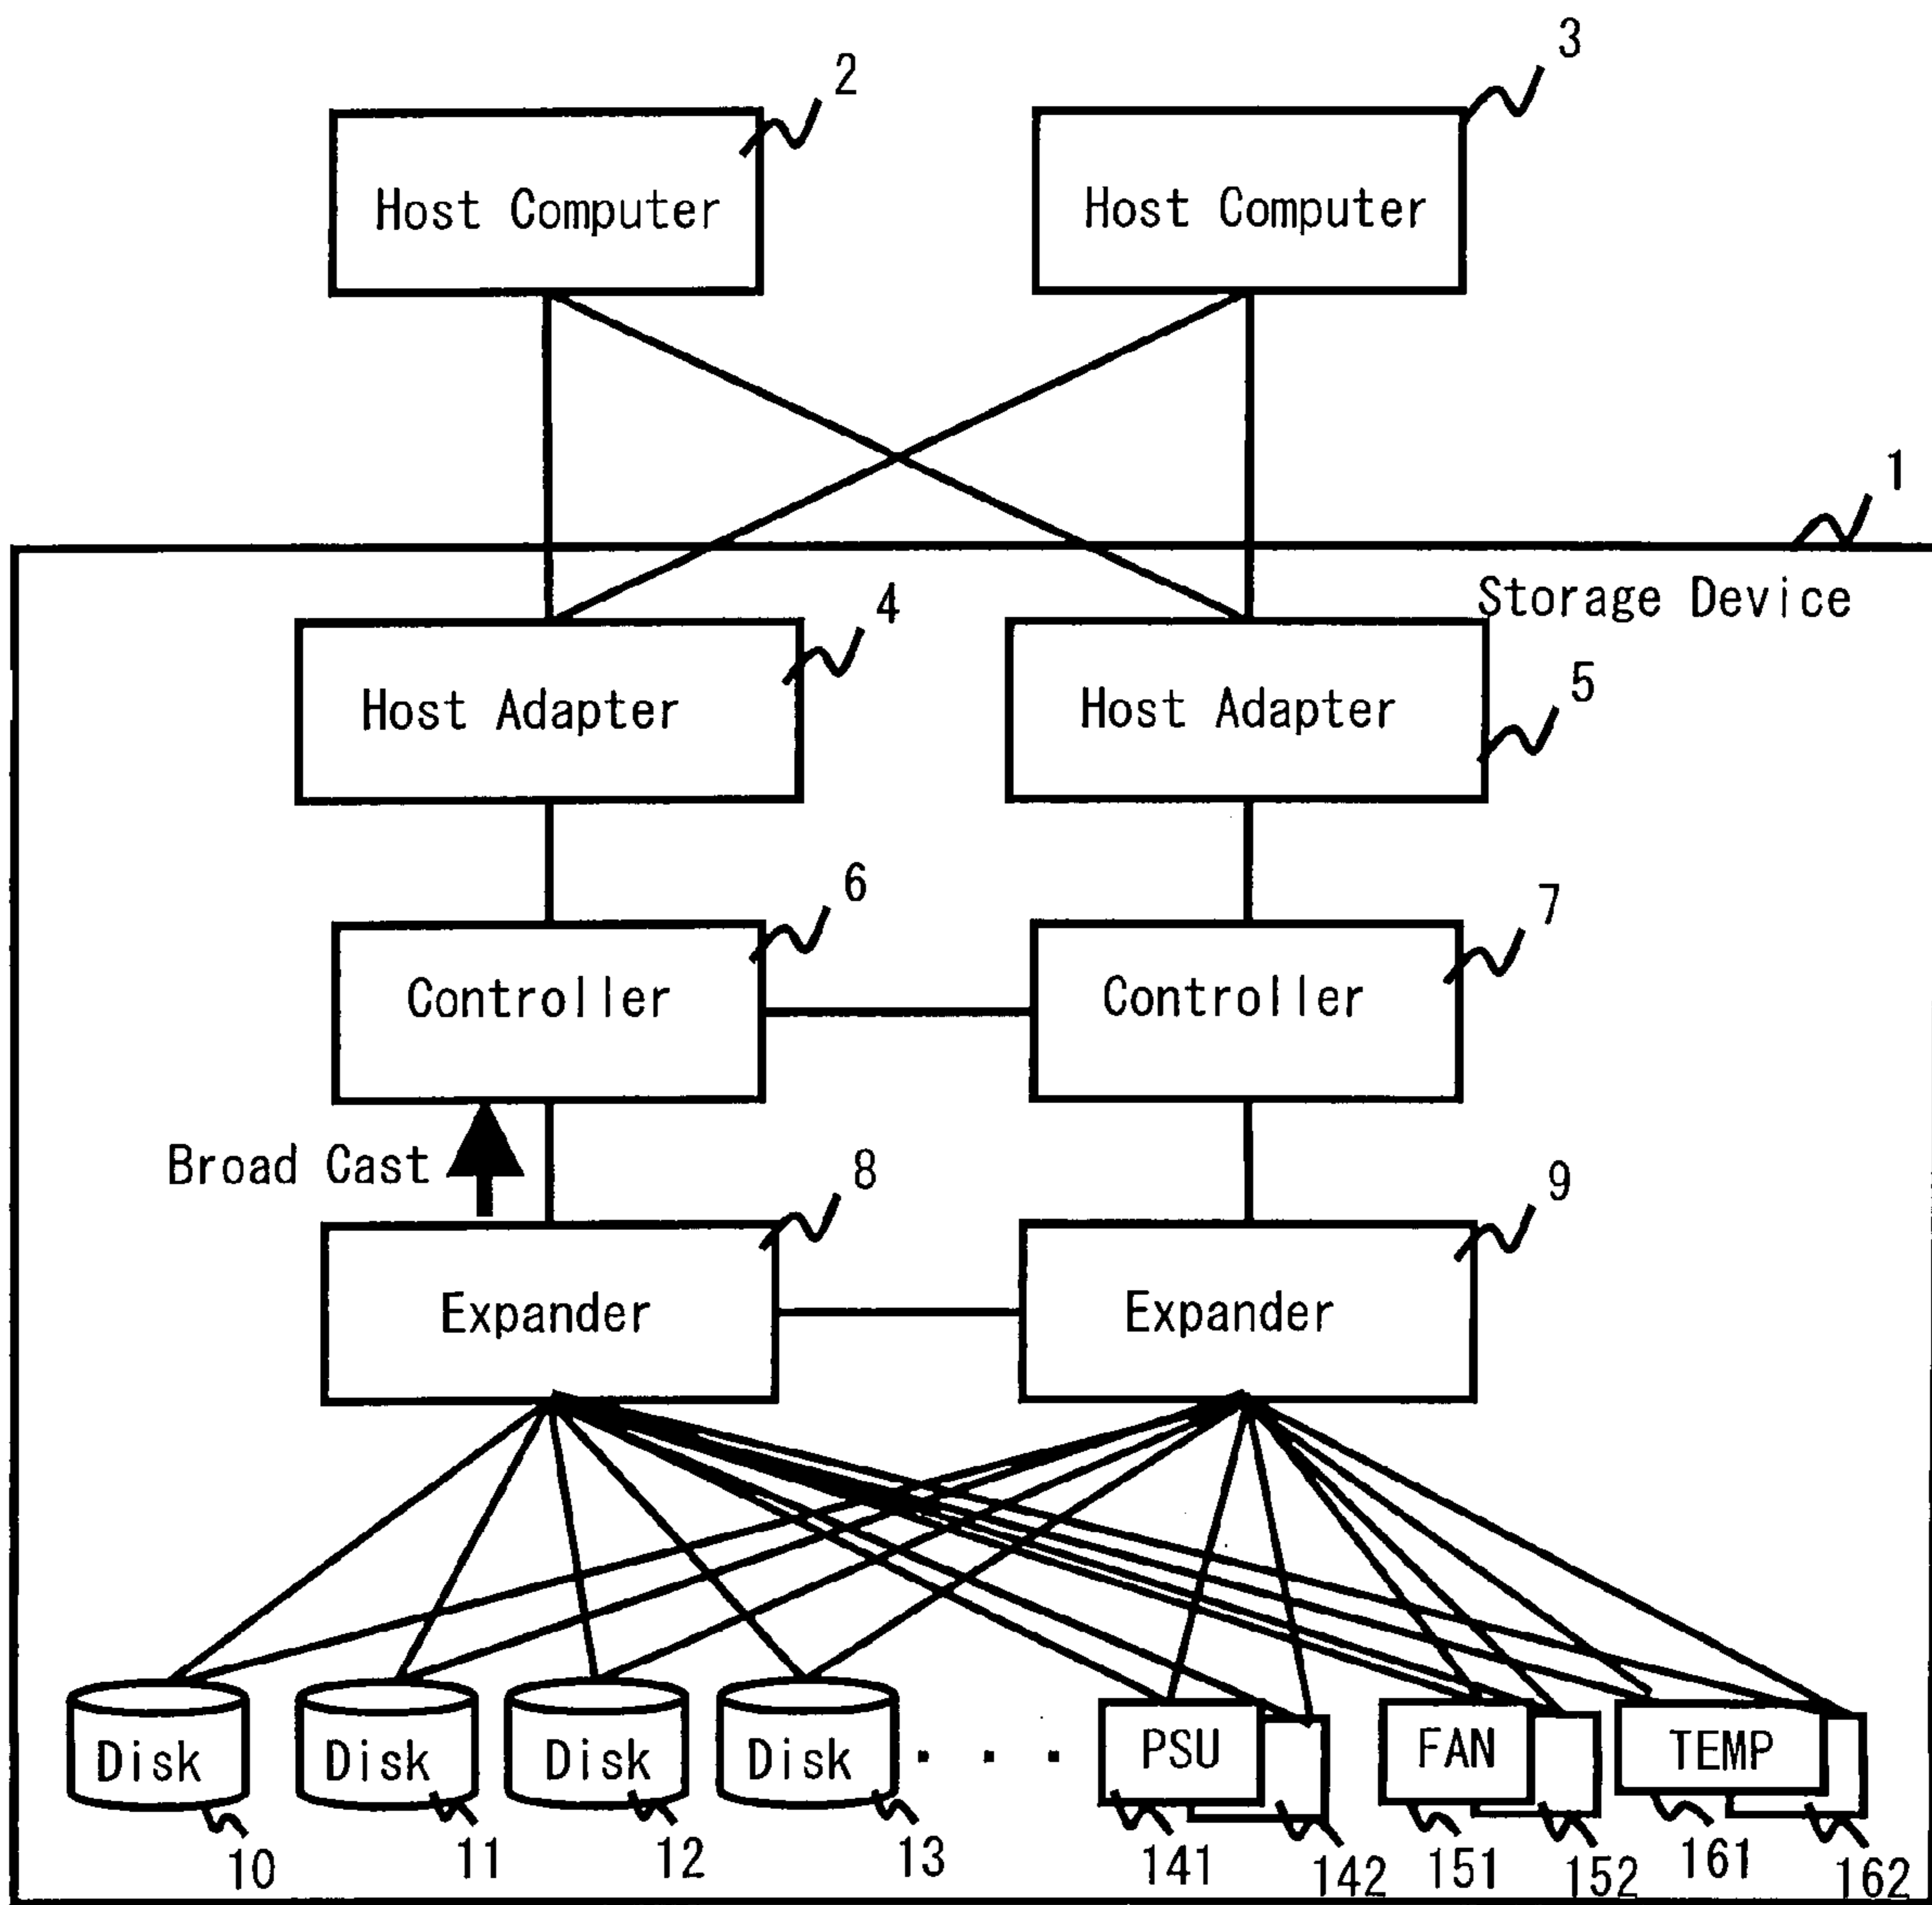 2
3
Host Computer
Host Computer
1
Storage Device
4
5
Host Adapter
Host Adapter
6
7
Controller
Controller
Broad Cast
8
9
Expander
Expander
Disk
Disk
Disk
Disk
. . .
PSU
FAN
TEMP
10
11
12
13
141
142
151
152
161
162